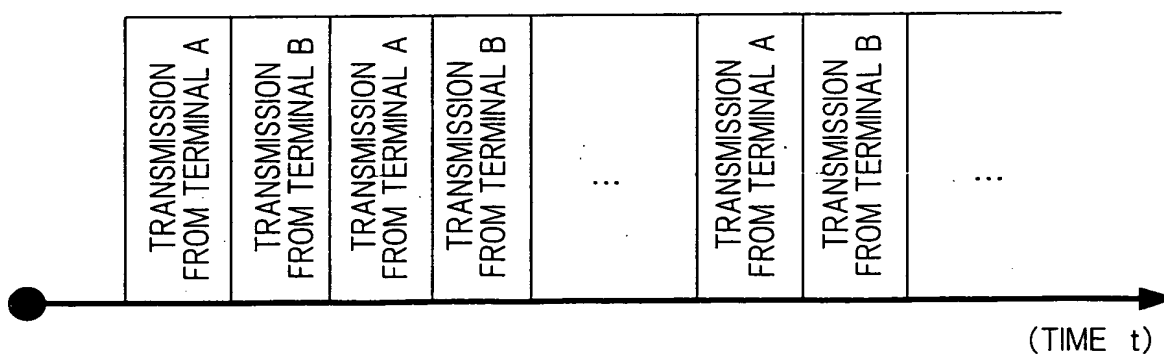 TRANSMISSION
FROM TERMINAL A
TRANSMISSION
FROM TERMINAL B
TRANSMISSION
FROM TERMINAL A
TRANSMISSION
FROM TERMINAL B
...
TRANSMISSION
FROM TERMINAL A
TRANSMISSION
FROM TERMINAL B
...
(TIME t)